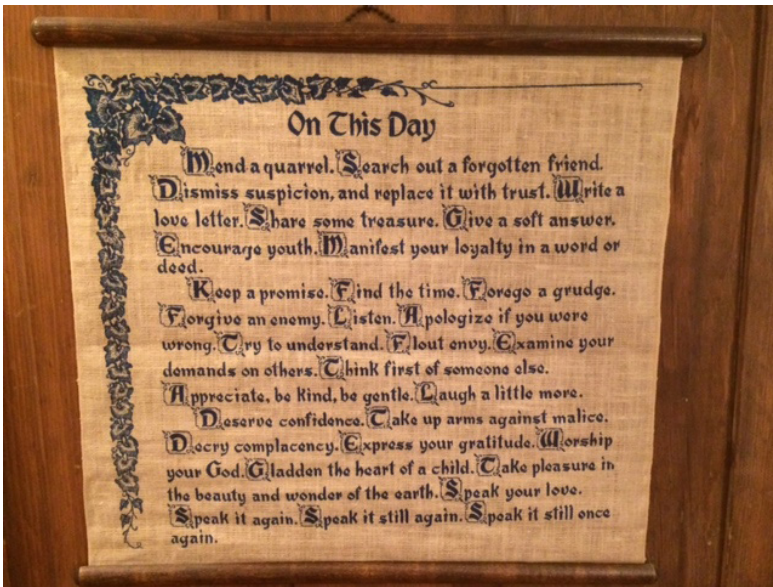 On This Day
Mend a quarrel. Search out a forgotten friend.
Dismiss suspicion, and replace it with trust. Write a
love letter. Share some treasure. Give a soft answer.
Encourage youth. Manifest your loyalty in a word or
deed.
Keep a promise. Find the time. Forego a grudge.
Forgive an enemy. Listen. Apologize if you were
wrong. Try to understand. Flout envy. Examine your
demands on others. Think first of someone else.
Appreciate, be kind, be gentle. Laugh a little more.
Deserve confidence. Take up arms against malice.
Decry complacency. Express your gratitude. Worship
your God. Gladden the heart of a child. Take pleasure in
the beauty and wonder of the earth. Speak your love.
Speak it again. Speak it still again. Speak it still once
again.